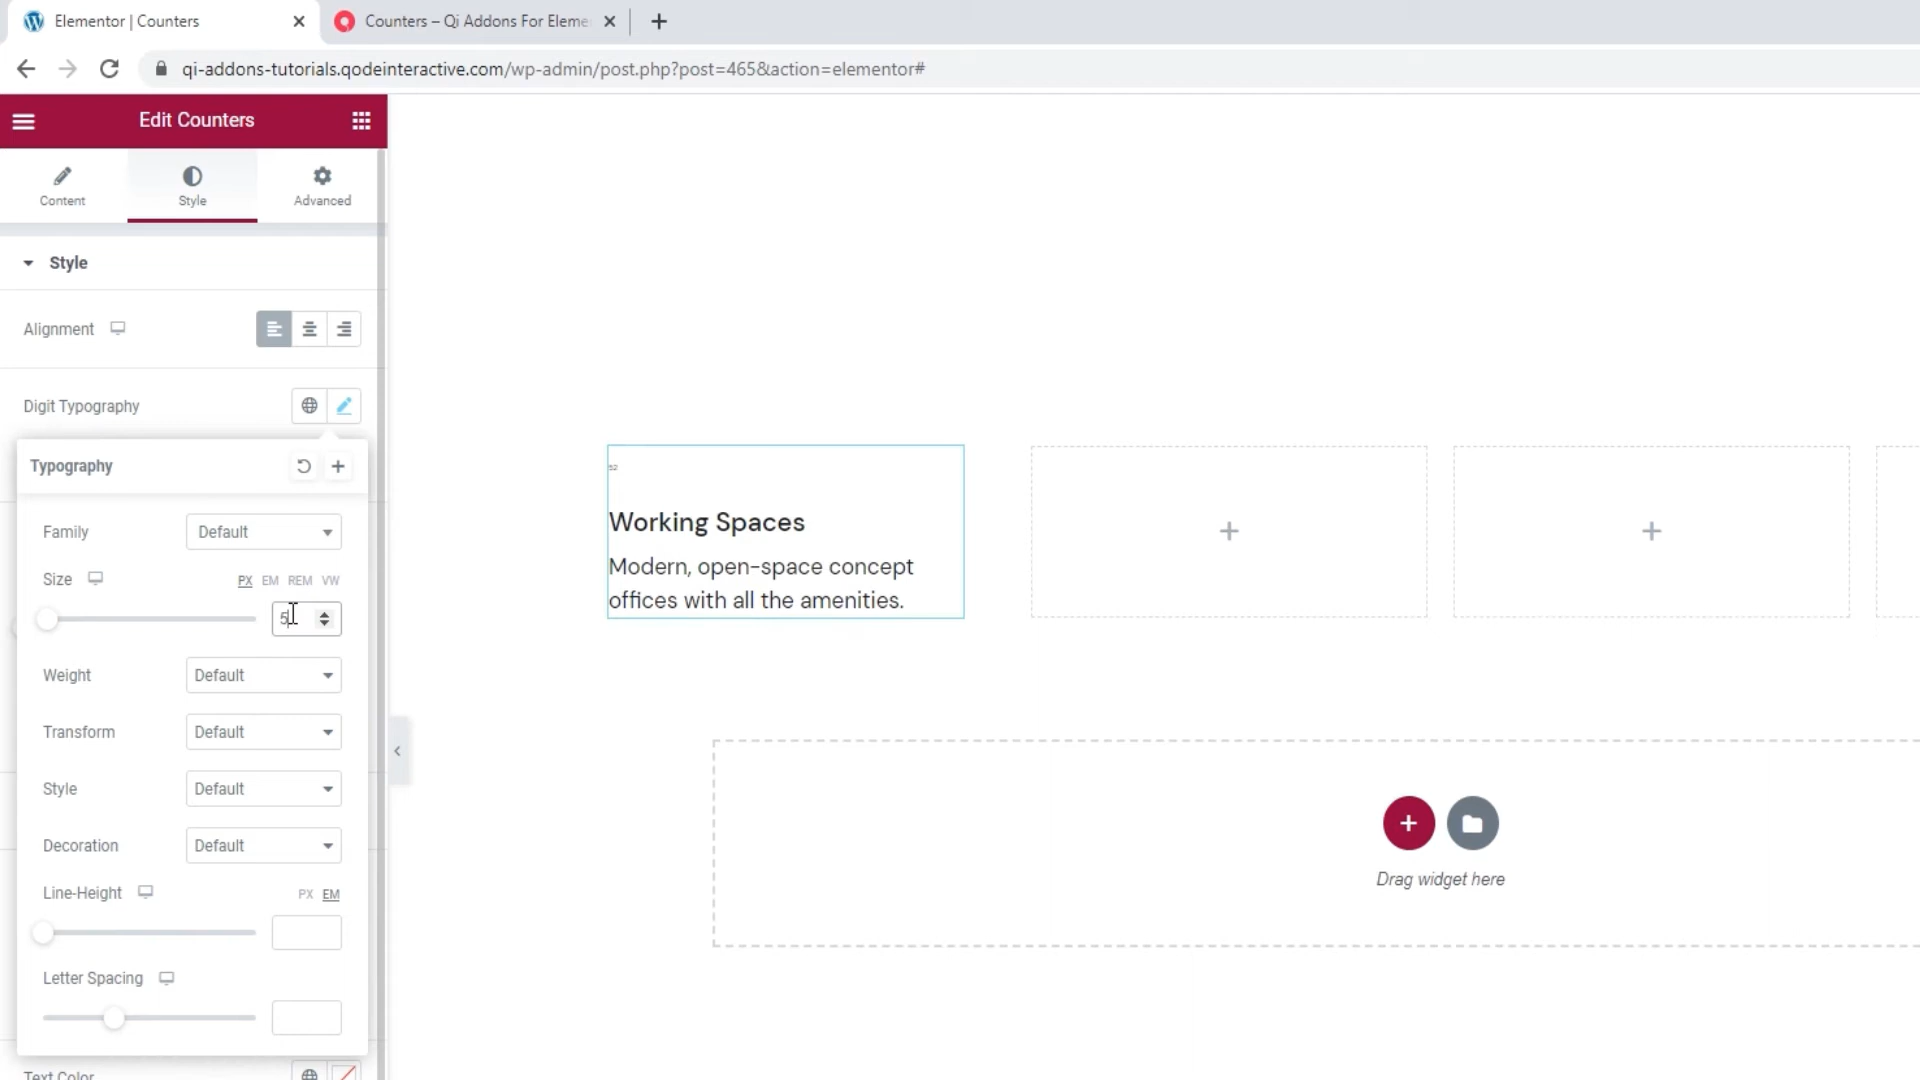 Elementor | Counters
Counters – Qi Addons For Eleme
qi-addons-tutorials.qodeinteractive.com/wp-admin/post.php?post=465&action=elementor#
Edit Counters
Content
Style
Advanced
Style
Alignment
Digit Typography
Typography
Family
Default
Size
PX EM REM VW
5
Weight
Default
Transform
Default
Style
Default
Decoration
Default
Line-Height
PX EM
Letter Spacing
Text Color
52
Working Spaces
Modern, open-space concept
offices with all the amenities.
Drag widget here